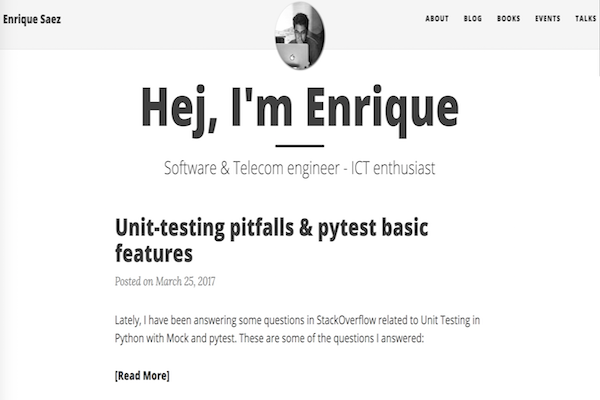 Enrique Saez
ABOUT BLOG BOOKS EVENTS TALKS
Hej, I'm Enrique
Software & Telecom engineer - ICT enthusiast
Unit-testing pitfalls & pytest basic
features
Posted on March 25, 2017
Lately, I have been answering some questions in StackOverflow related to Unit Testing in
Python with Mock and pytest. These are some of the questions I answered:
[Read More]